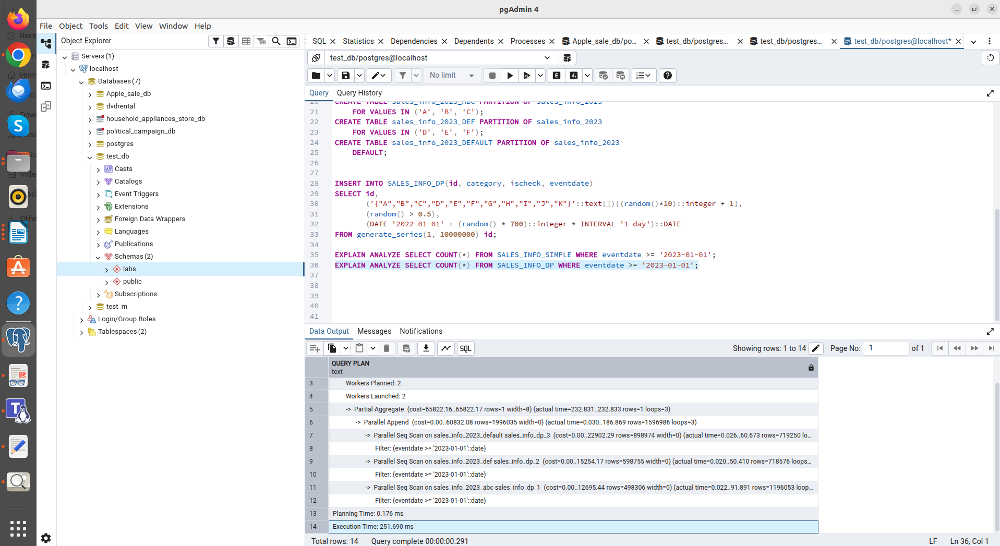 pgAdmin 4
File Object Tools Edit View Window Help
Object Explorer
SQL Statistics Dependencies Dependents Processes Apple_sale_db/po... test_db/postgres... test_db/postgres... test_db/postgres@localhost*
test_db/postgres@localhost
No limit
Query Query History
Servers (1)
localhost
Databases (7)
Apple_sale_db
dvdrental
household_appliances_store_db
political_campaign_db
postgres
test_db
Casts
Catalogs
Event Triggers
Extensions
Foreign Data Wrappers
Languages
Publications
Schemas (2)
labs
public
Subscriptions
test_m
Login/Group Roles
Tablespaces (2)
20 CREATE TABLE sales_info_2023_ABC PARTITION OF sales_info_2023
21 FOR VALUES IN ('A', 'B', 'C');
22 CREATE TABLE sales_info_2023_DEF PARTITION OF sales_info_2023
23 FOR VALUES IN ('D', 'E', 'F');
24 CREATE TABLE sales_info_2023_DEFAULT PARTITION OF sales_info_2023
25 DEFAULT;
26
27
28 INSERT INTO SALES_INFO_DP(id, category, ischeck, eventdate)
29 SELECT id,
30 ('{"A","B","C","D","E","F","G","H","I","J","K"}'::text[])[(random()*10)::integer + 1],
31 (random() > 0.5),
32 (DATE '2022-01-01' + (random() * 700)::integer * INTERVAL '1 day')::DATE
33 FROM generate_series(1, 10000000) id;
34
35 EXPLAIN ANALYZE SELECT COUNT(*) FROM SALES_INFO_SIMPLE WHERE eventdate >= '2023-01-01';
36 EXPLAIN ANALYZE SELECT COUNT(*) FROM SALES_INFO_DP WHERE eventdate >= '2023-01-01';
37
38
39
40
41
Data Output Messages Notifications
SQL Showing rows: 1 to 14 Page No: 1 of 1
QUERY PLAN
text
3 Workers Planned: 2
4 Workers Launched: 2
5 -> Partial Aggregate (cost=65822.16..65822.17 rows=1 width=8) (actual time=232.831..232.833 rows=1 loops=3)
6 -> Parallel Append (cost=0.00..60832.08 rows=1996035 width=0) (actual time=0.030..186.869 rows=1596986 loops=3)
7 -> Parallel Seq Scan on sales_info_2023_default sales_info_dp_3 (cost=0.00..22902.29 rows=898974 width=0) (actual time=0.026..60.673 rows=719250 lo...
8 Filter: (eventdate >= '2023-01-01'::date)
9 -> Parallel Seq Scan on sales_info_2023_def sales_info_dp_2 (cost=0.00..15254.17 rows=598755 width=0) (actual time=0.020..50.410 rows=718576 loops...
10 Filter: (eventdate >= '2023-01-01'::date)
11 -> Parallel Seq Scan on sales_info_2023_abc sales_info_dp_1 (cost=0.00..12695.44 rows=498306 width=0) (actual time=0.022..91.891 rows=1196053 loop...
12 Filter: (eventdate >= '2023-01-01'::date)
13 Planning Time: 0.176 ms
14 Execution Time: 251.690 ms
Total rows: 14 Query complete 00:00:00.291 LF Ln 36, Col 1